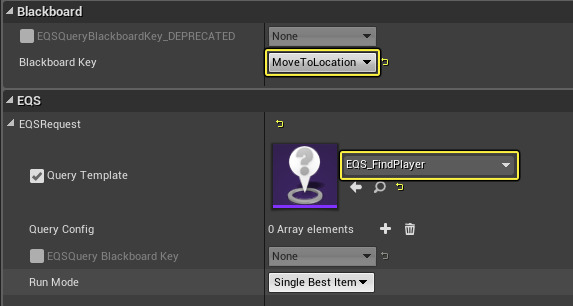 Blackboard
EQSQueryBlackboardKey_DEPRECATED None
Blackboard Key MoveToLocation
EQS
EQSRequest
Query Template EQS_FindPlayer
Query Config 0 Array elements
EQSQuery Blackboard Key None
Run Mode Single Best Item